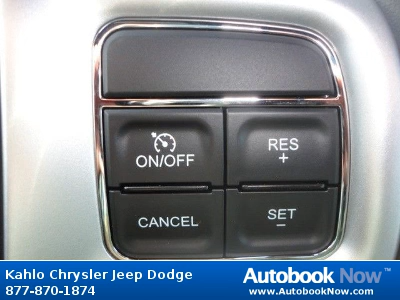 ON/OFF
RES
+
CANCEL
SET
−
Kahlo Chrysler Jeep Dodge
877-870-1874
Autobook Now™
www.AutobookNow.com